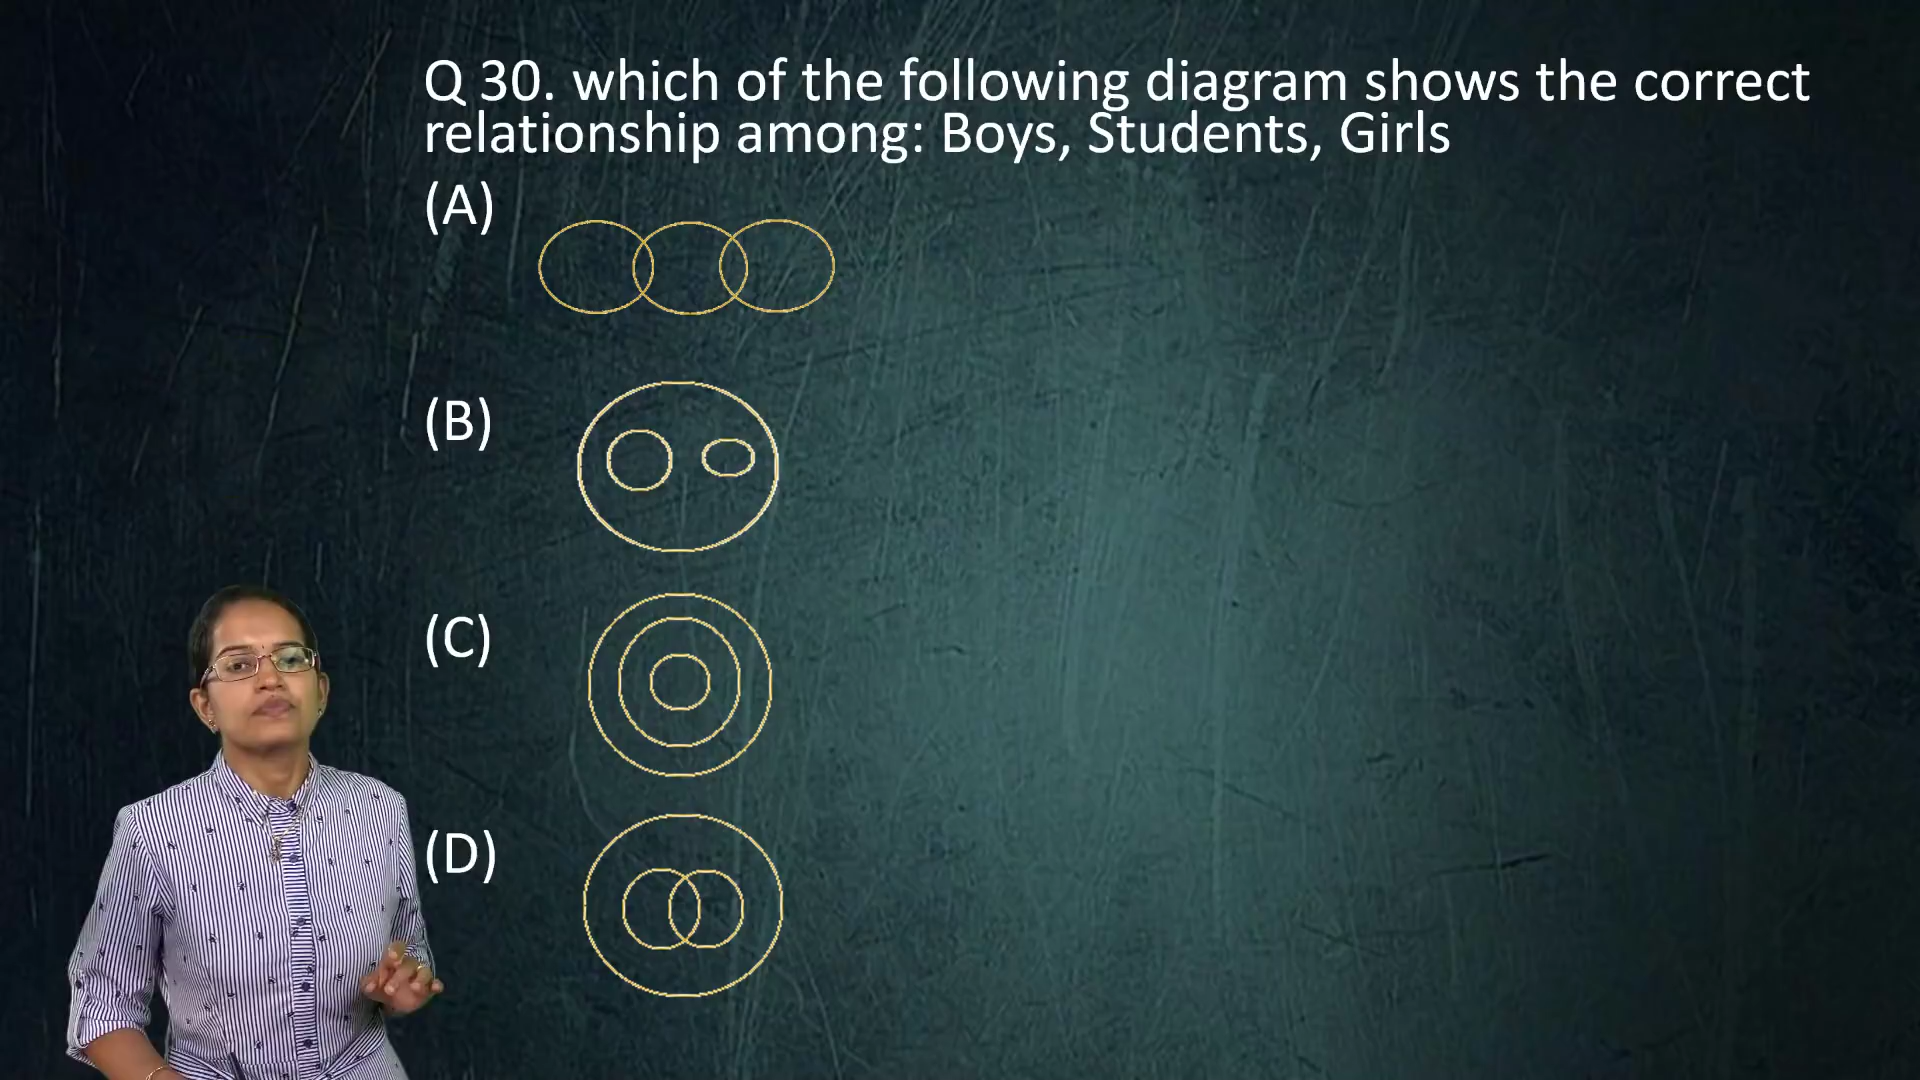 Q 30. which of the following diagram shows the correct
relationship among: Boys, Students, Girls
(A)
(B)
(C)
(D)